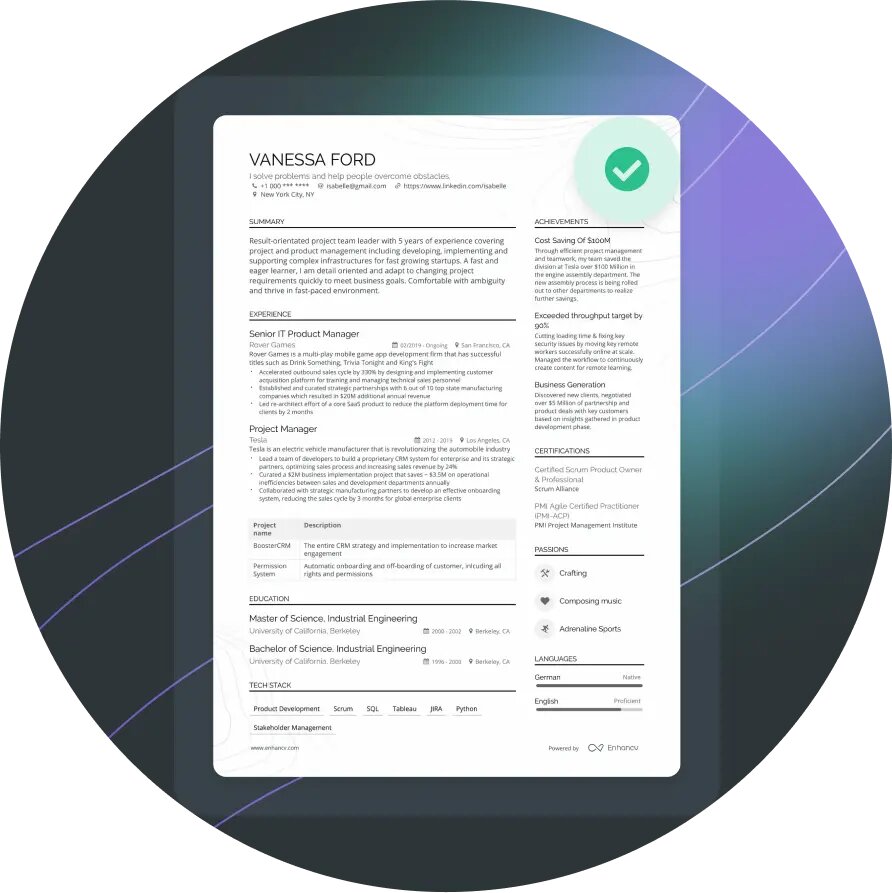 VANESSA FORD
I solve problems and help people overcome obstacles.
+1 000 *** **** isabelle@gmail.com https://www.linkedin.com/isabelle
New York City, NY
SUMMARY
Result-orientated project team leader with 5 years of experience covering
project and product management including developing, implementing and
supporting complex infrastructures for fast growing startups. A fast and
eager learner, I am detail oriented and adapt to changing project
requirements quickly to meet business goals. Comfortable with ambiguity
and thrive in fast-paced environment.
EXPERIENCE
Senior IT Product Manager
Rover Games 02/2019 - Ongoing San Francisco, CA
Rover Games is a multi-play mobile game app development firm that has successful
titles such as Drink Something, Trivia Tonight and King's Fight
• Accelerated outbound sales cycle by 330% by designing and implementing customer
acquisition platform for training and managing technical sales personnel
• Established and curated strategic partnerships with 6 out of 10 top state manufacturing
companies which resulted in $20M additional annual revenue
• Led re-architect effort of a core SaaS product to reduce the platform deployment time for
clients by 2 months
Project Manager
Tesla 2012 - 2019 Los Angeles, CA
Tesla is an electric vehicle manufacturer that is revolutionizing the automobile industry
• Lead a team of developers to build a proprietary CRM system for enterprise and its strategic
partners, optimizing sales process and increasing sales revenue by 24%
• Curated a $2M business implementation project that saves ~ $3.5M on operational
inefficiencies between sales and development departments annually
• Collaborated with strategic manufacturing partners to develop an effective onboarding
system, reducing the sales cycle by 3 months for global enterprise clients
Project name Description
BoosterCRM The entire CRM strategy and implementation to increase market
engagement
Permission System Automatic onboarding and off-boarding of customer, inlcuding all
rights and permissions
EDUCATION
Master of Science, Industrial Engineering
University of California, Berkeley 2000 - 2002 Berkeley, CA
Bachelor of Science, Industrial Engineering
University of California, Berkeley 1996 - 2000 Berkeley, CA
TECH STACK
Product Development Scrum SQL Tableau JIRA Python
Stakeholder Management
ACHIEVEMENTS
Cost Saving Of $100M
Through efficient project management
and teamwork, my team saved the
division at Tesla over $100 Million in
the engine assembly department. The
new assembly process is being rolled
out to other departments to realize
further savings.
Exceeded throughput target by
90%
Cutting loading time & fixing key
security issues by moving key remote
workers successfully online at scale.
Managed the workflow to continously
create content for remote learning.
Business Generation
Discovered new clients, negotiated
over $5 Million of partnership and
product deals with key customers
based on insights gathered in product
development phase.
CERTIFICATIONS
Certified Scrum Product Owner
& Professional
Scrum Alliance
PMI Agile Certified Practitioner
(PMI-ACP)
PMI Project Management Institute
PASSIONS
Crafting
Composing music
Adrenaline Sports
LANGUAGES
German Native
English Proficient
www.enhancv.com
Powered by Enhancv